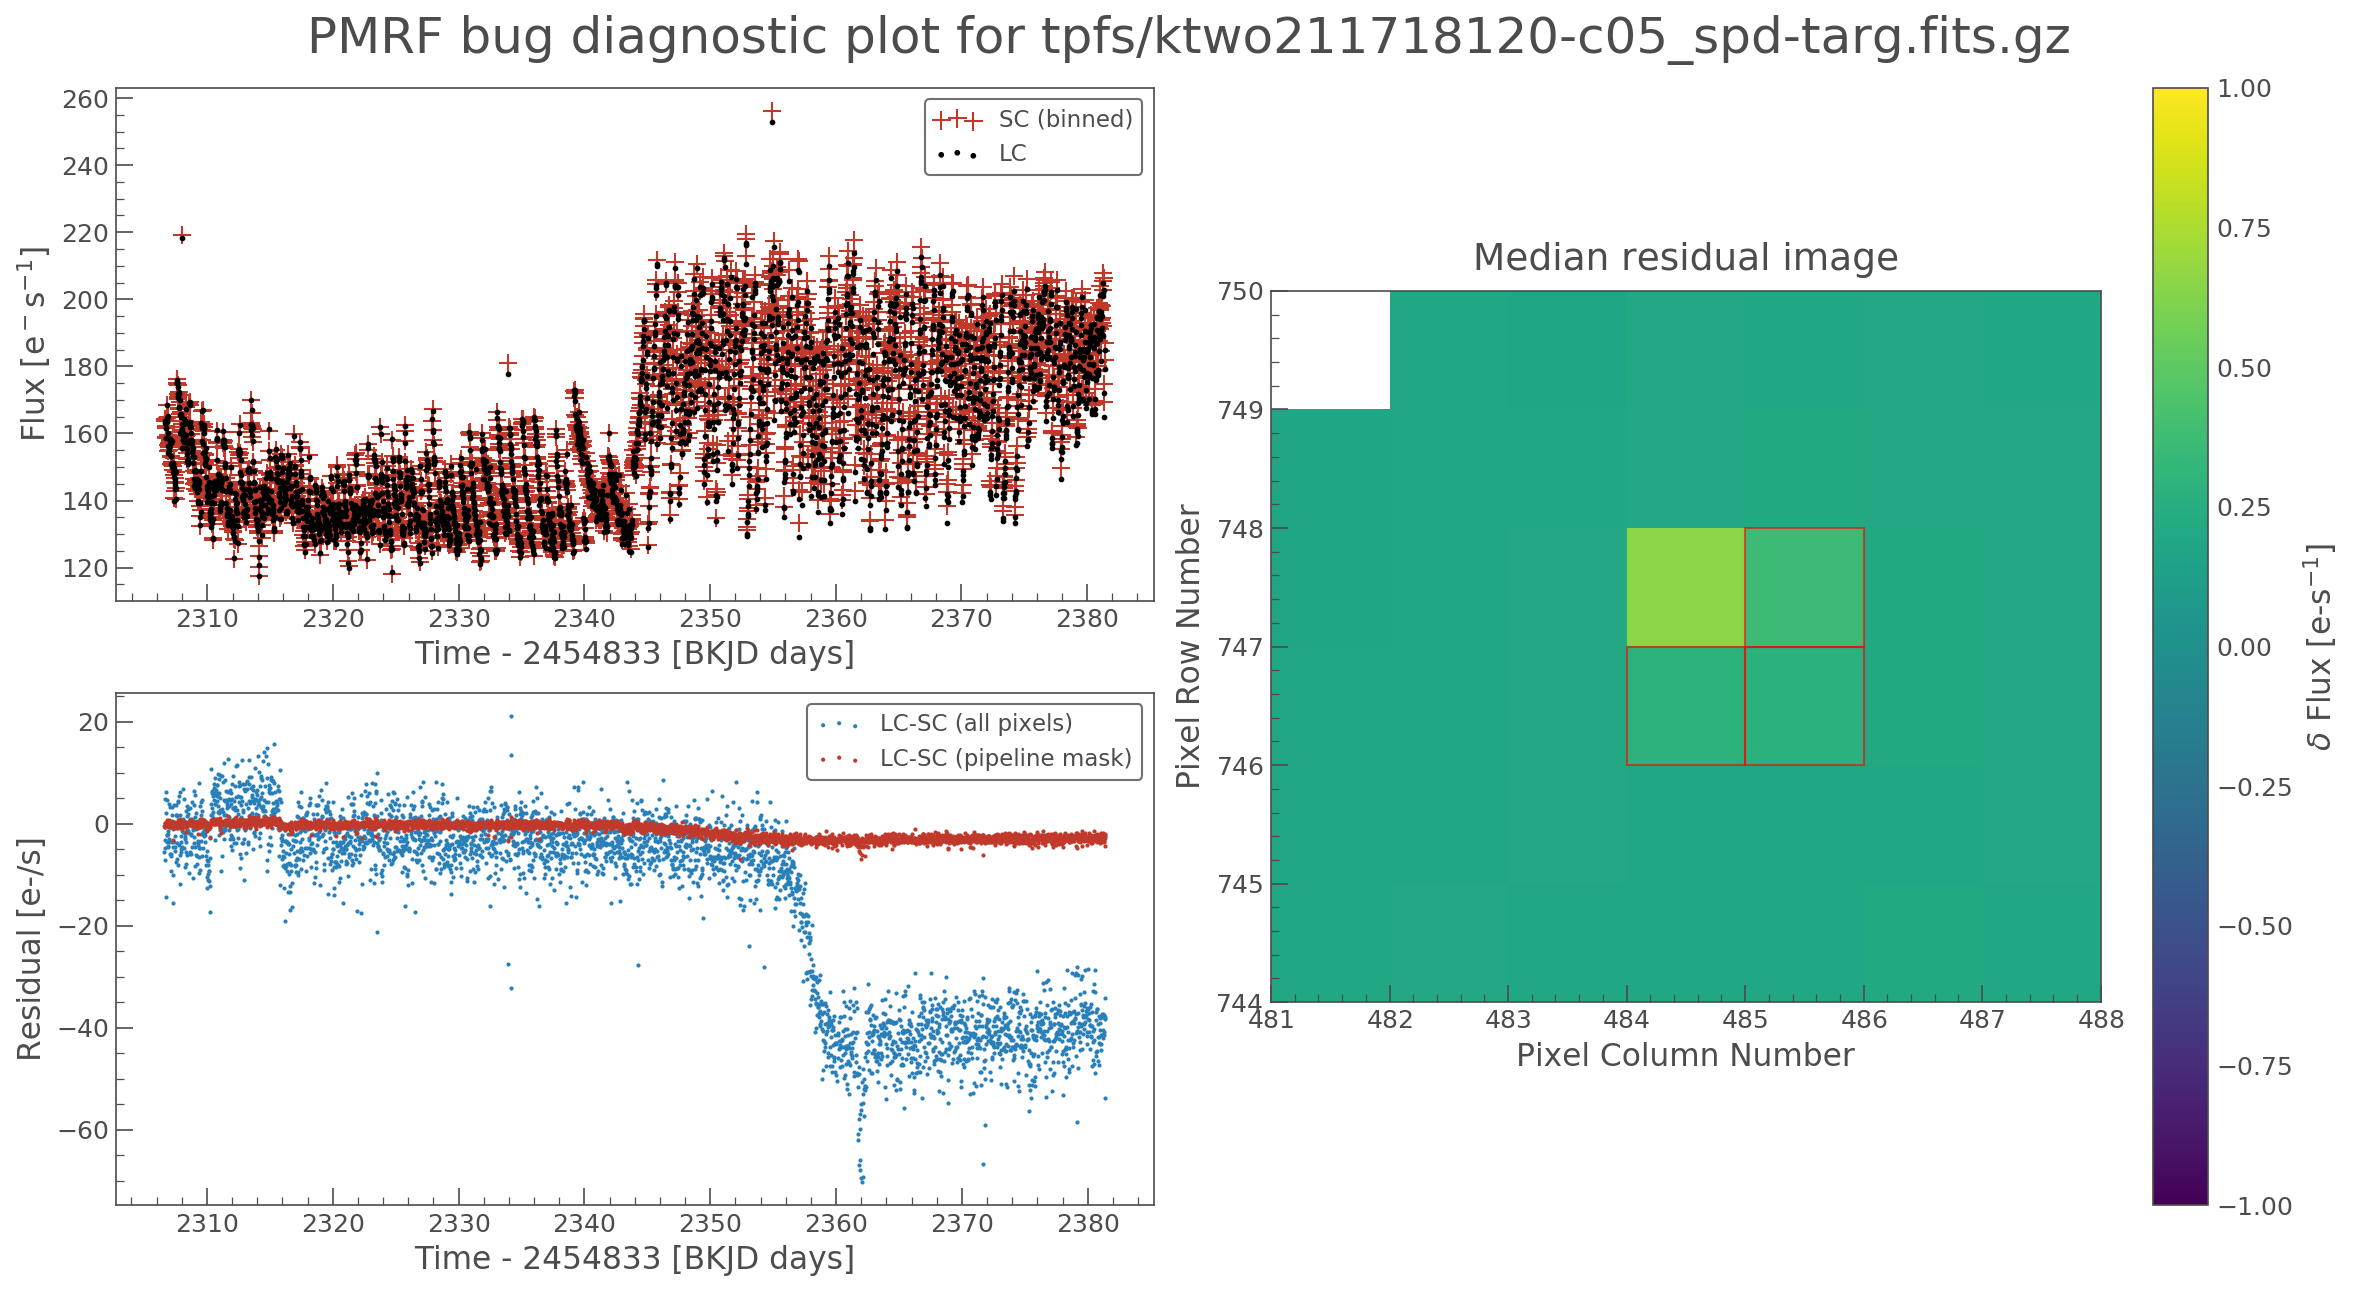 PMRF bug diagnostic plot for tpfs/ktwo211718120-c05_spd-targ.fits.gz
260
240
220
200
180
160
140
120
Flux [e⁻s⁻¹]
SC (binned)
LC
2310 2320 2330 2340 2350 2360 2370 2380
Time - 2454833 [BKJD days]
20
0
−20
−40
−60
Residual [e-/s]
LC-SC (all pixels)
LC-SC (pipeline mask)
2310 2320 2330 2340 2350 2360 2370 2380
Time - 2454833 [BKJD days]
Median residual image
750
749
748
747
746
745
744
Pixel Row Number
481 482 483 484 485 486 487 488
Pixel Column Number
1.00
0.75
0.50
0.25
0.00
−0.25
−0.50
−0.75
−1.00
δ Flux [e-s⁻¹]